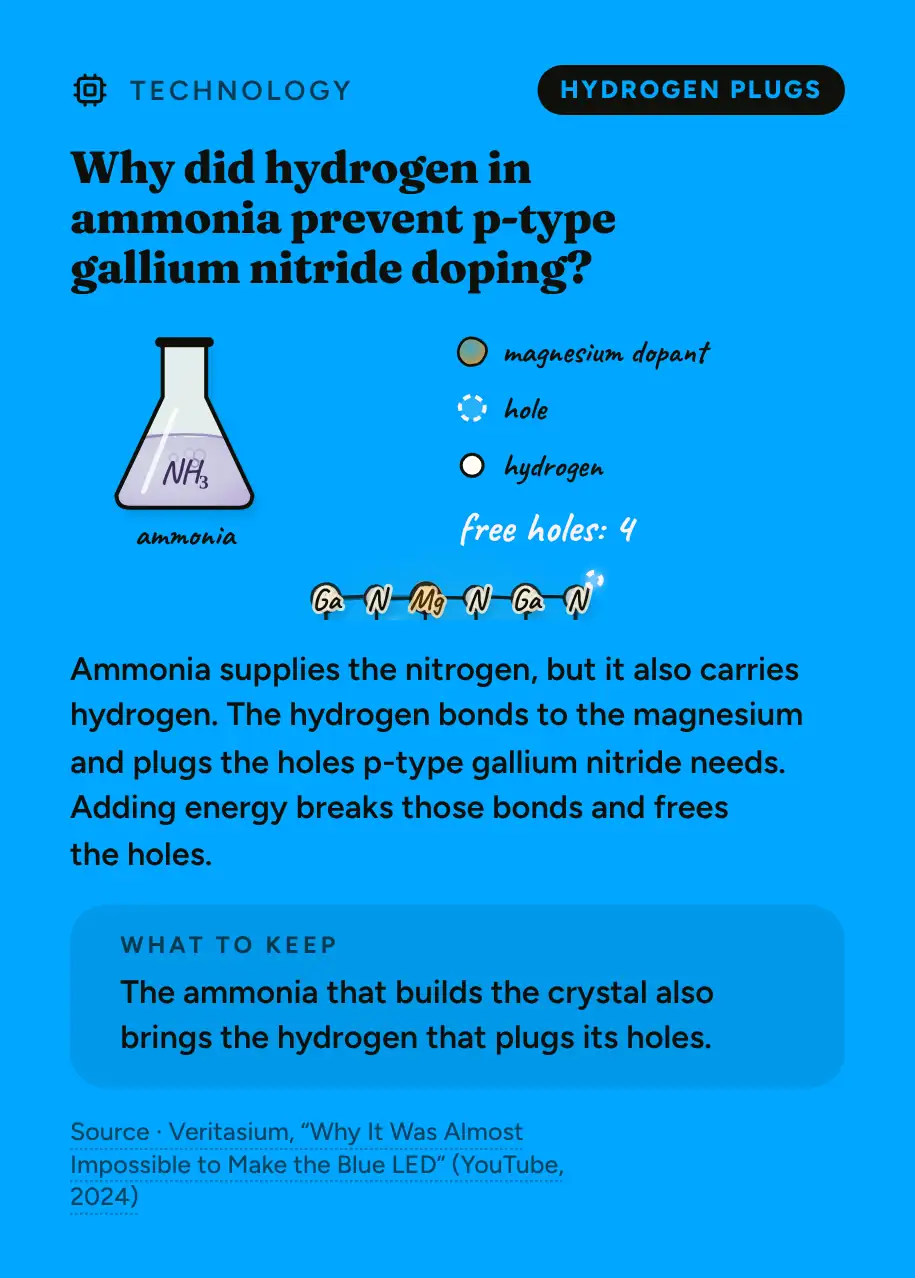 TECHNOLOGY
HYDROGEN PLUGS
Why did hydrogen in
ammonia prevent p-type
gallium nitride doping?
magnesium dopant
hole
NH₃
hydrogen
free holes: 4
ammonia
Ga N Mg N Ga N
Ammonia supplies the nitrogen, but it also carries
hydrogen. The hydrogen bonds to the magnesium
and plugs the holes p-type gallium nitride needs.
Adding energy breaks those bonds and frees
the holes.
WHAT TO KEEP
The ammonia that builds the crystal also
brings the hydrogen that plugs its holes.
Source · Veritasium, “Why It Was Almost
Impossible to Make the Blue LED” (YouTube,
2024)